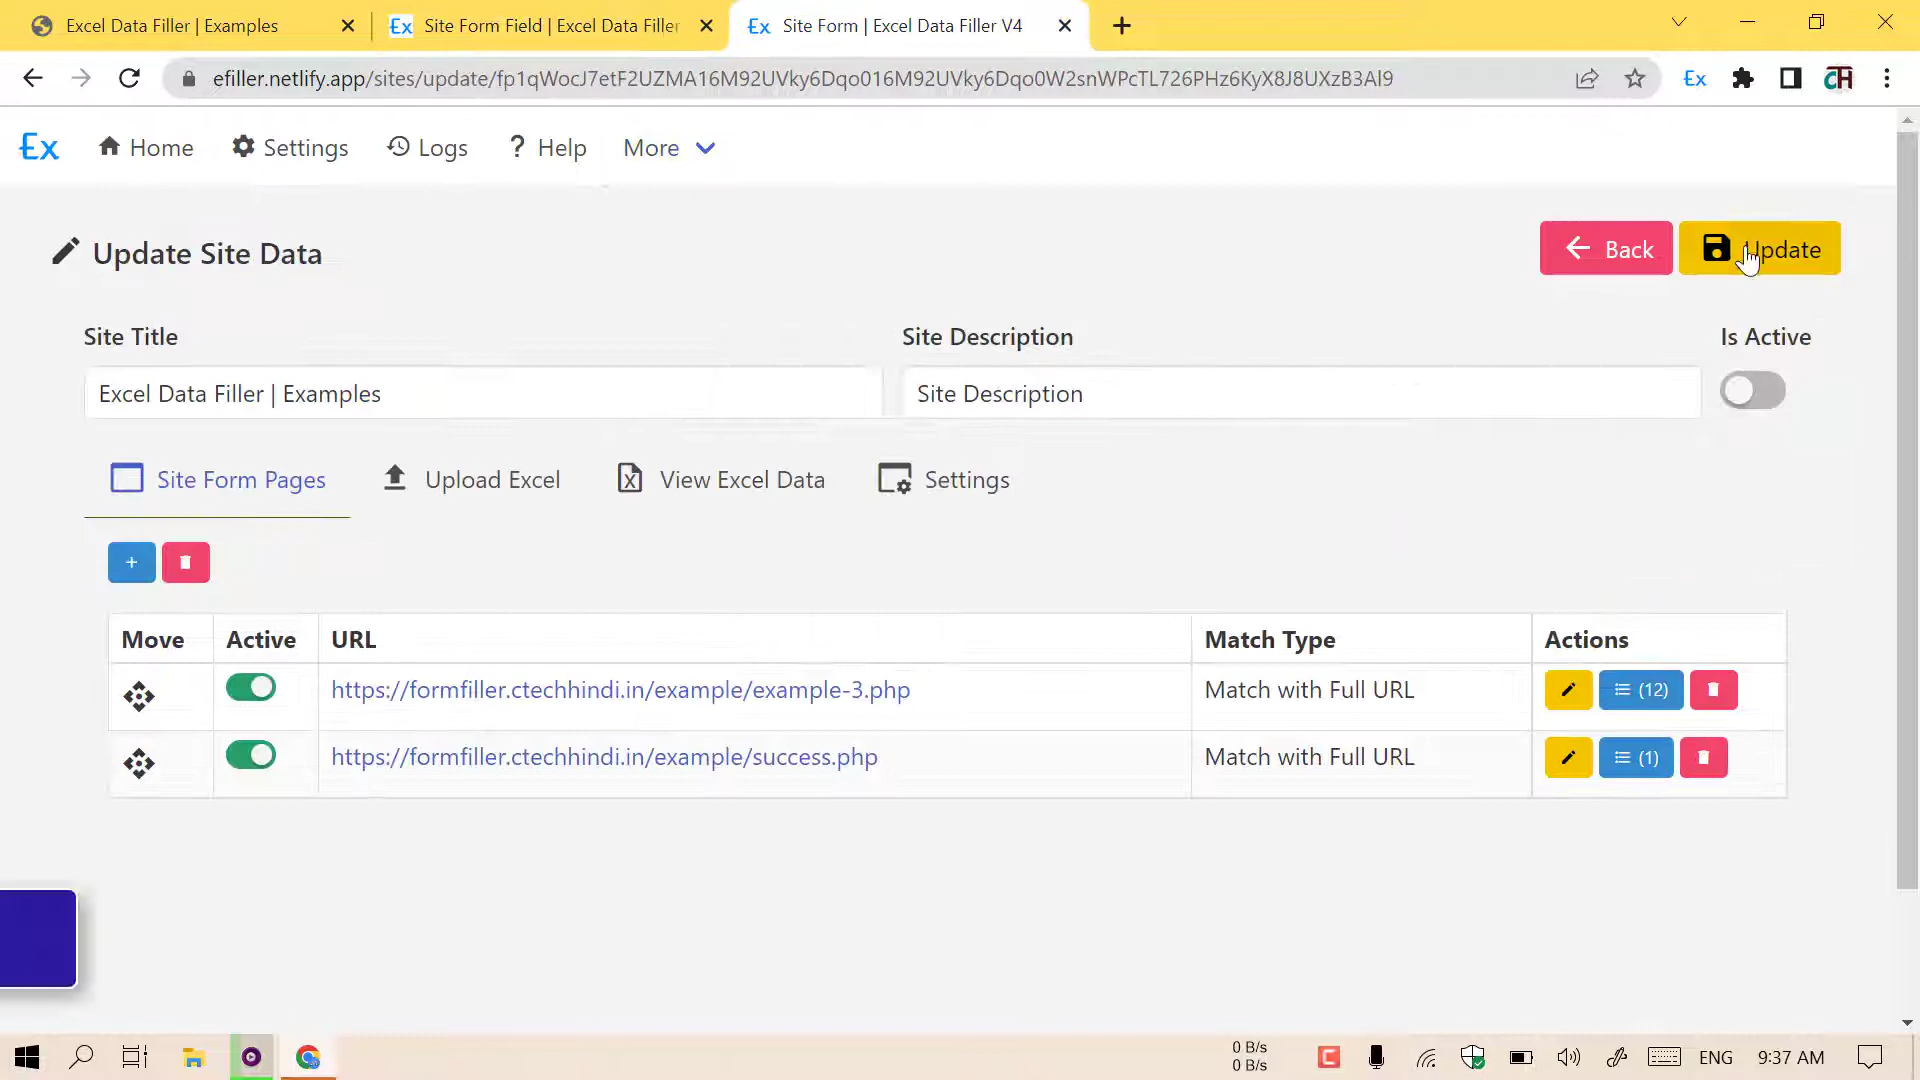 Excel Data Filler | Examples
Site Form Field | Excel Data Filler
Site Form | Excel Data Filler V4
efiller.netlify.app/sites/update/fp1qWocJ7etF2UZMA16M92UVky6Dqo016M92UVky6Dqo0W2snWPcTL726PHz6KyX8J8UXzB3Al9
Ex Home Settings Logs ? Help More
Update Site Data
Back
Update
Site Title
Site Description
Is Active
Excel Data Filler | Examples
Site Description
Site Form Pages
Upload Excel
View Excel Data
Settings
+
Move Active URL Match Type Actions
https://formfiller.ctechhindi.in/example/example-3.php Match with Full URL (12)
https://formfiller.ctechhindi.in/example/success.php Match with Full URL (1)
0 B/s
0 B/s
ENG
9:37 AM